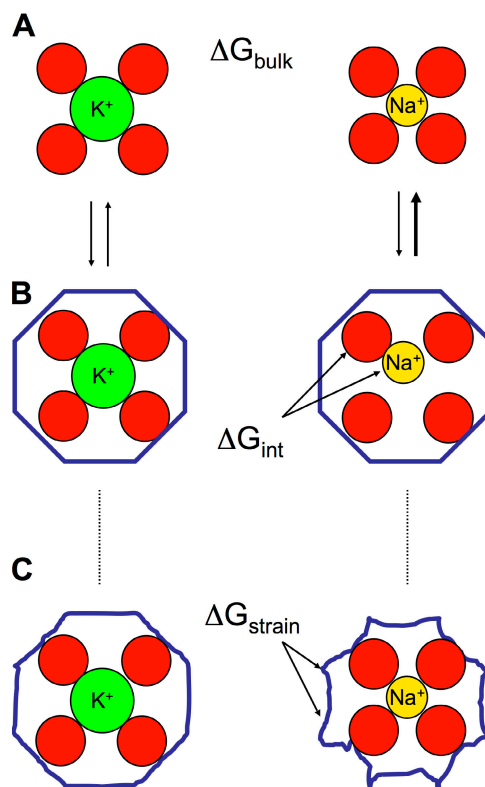 A
ΔGbulk
K⁺
Na⁺
B
K⁺
Na⁺
ΔGint
C
ΔGstrain
K⁺
Na⁺